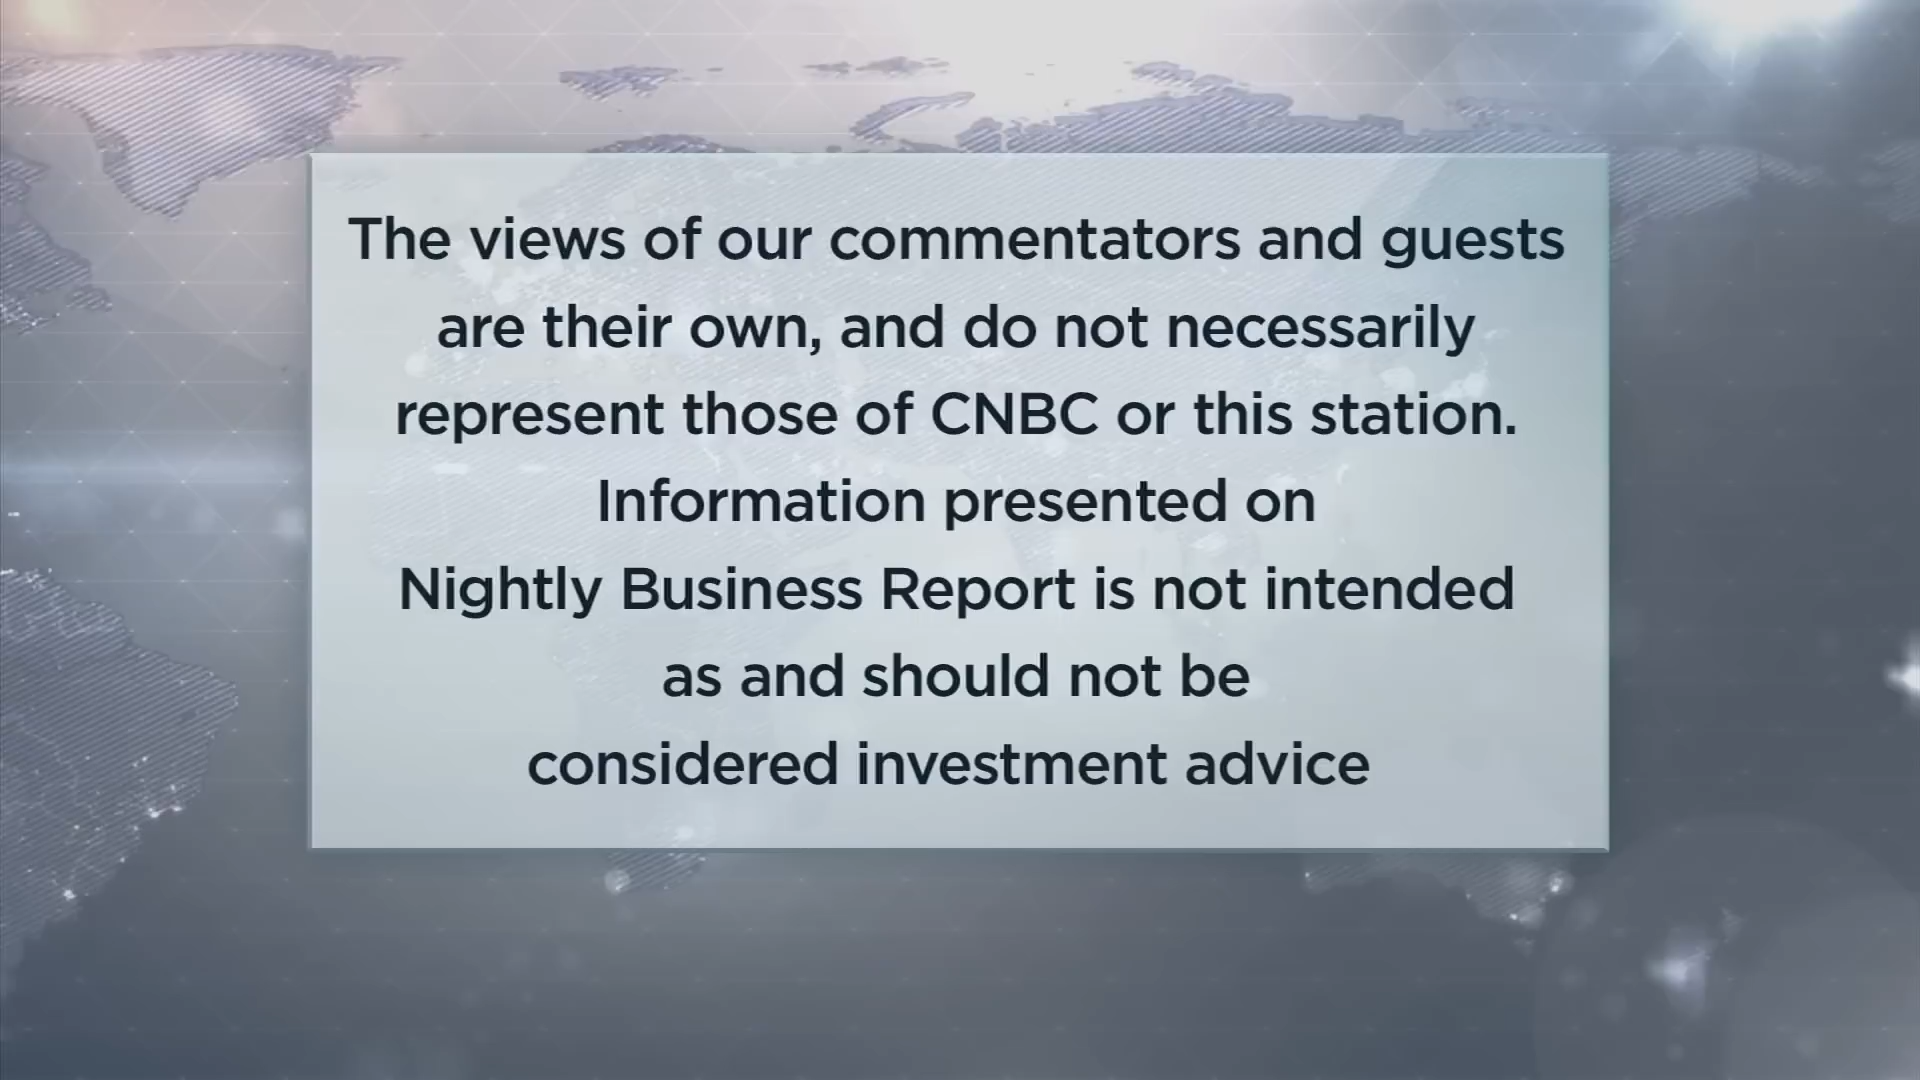 The views of our commentators and guests
are their own, and do not necessarily
represent those of CNBC or this station.
Information presented on
Nightly Business Report is not intended
as and should not be
considered investment advice